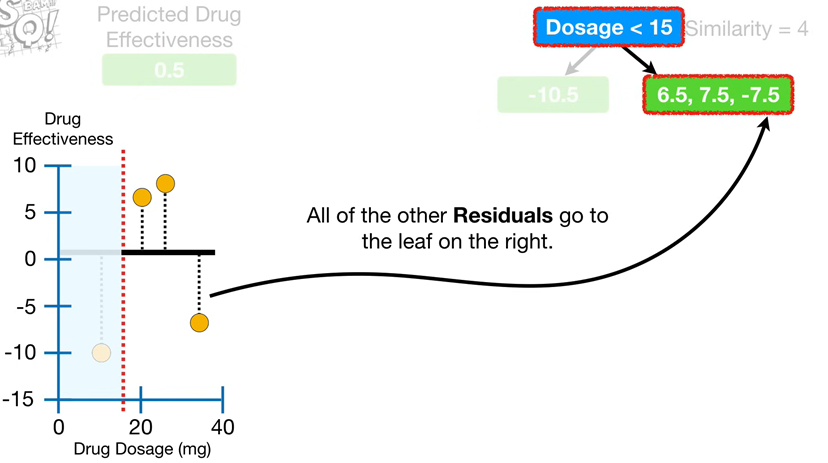 Predicted Drug
Effectiveness
0.5
Dosage < 15
Similarity = 4
-10.5
6.5, 7.5, -7.5
Drug
Effectiveness
10
5
0
-5
-10
-15
0
20
40
Drug Dosage (mg)
All of the other Residuals go to
the leaf on the right.